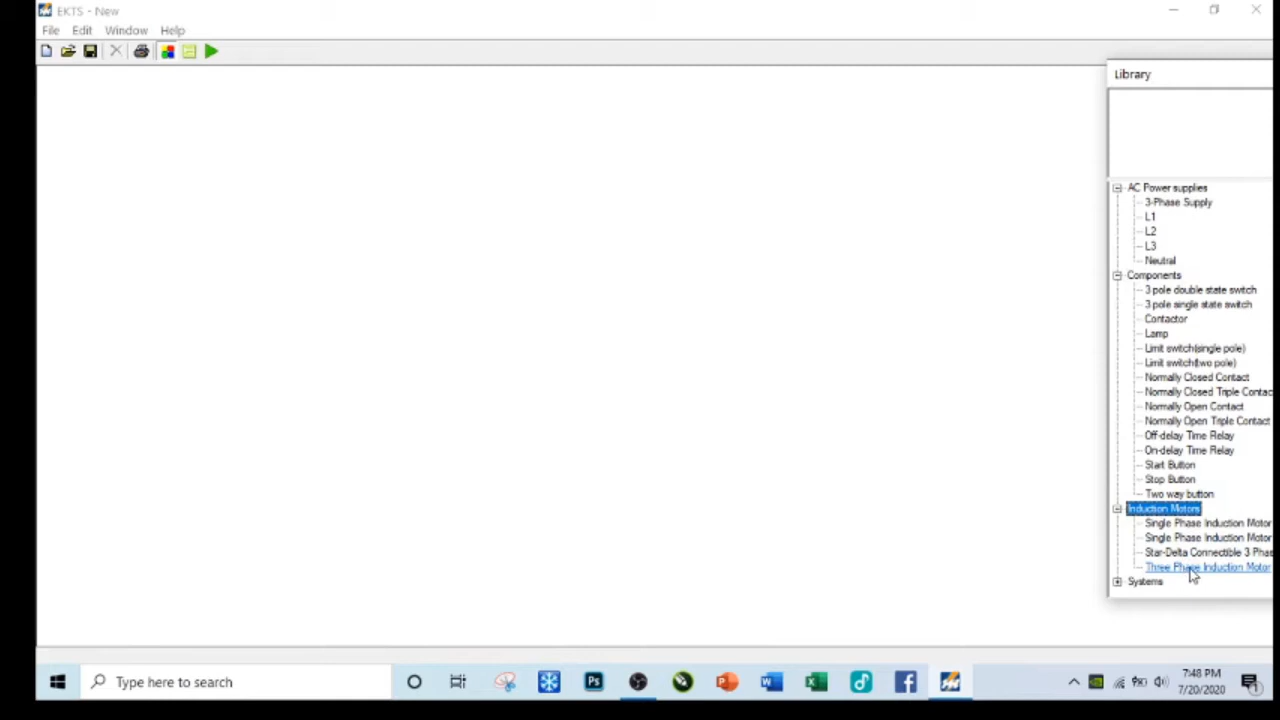 EKTS - New
File Edit Window Help
Library
AC Power supplies
3-Phase Supply
L1
L2
L3
Neutral
Components
3 pole double state switch
3 pole single state switch
Contactor
Lamp
Limit switch(single pole)
Limit switch(two pole)
Normally Closed Contact
Normally Closed Triple Contac
Normally Open Contact
Normally Open Triple Contact
Off-delay Time Relay
On-delay Time Relay
Start Button
Stop Button
Two way button
Induction Motors
Single Phase Induction Motor
Single Phase Induction Motor
Star-Delta Connectible 3 Phas
Three Phase Induction Motor
Systems
Type here to search
7:48 PM
7/20/2020